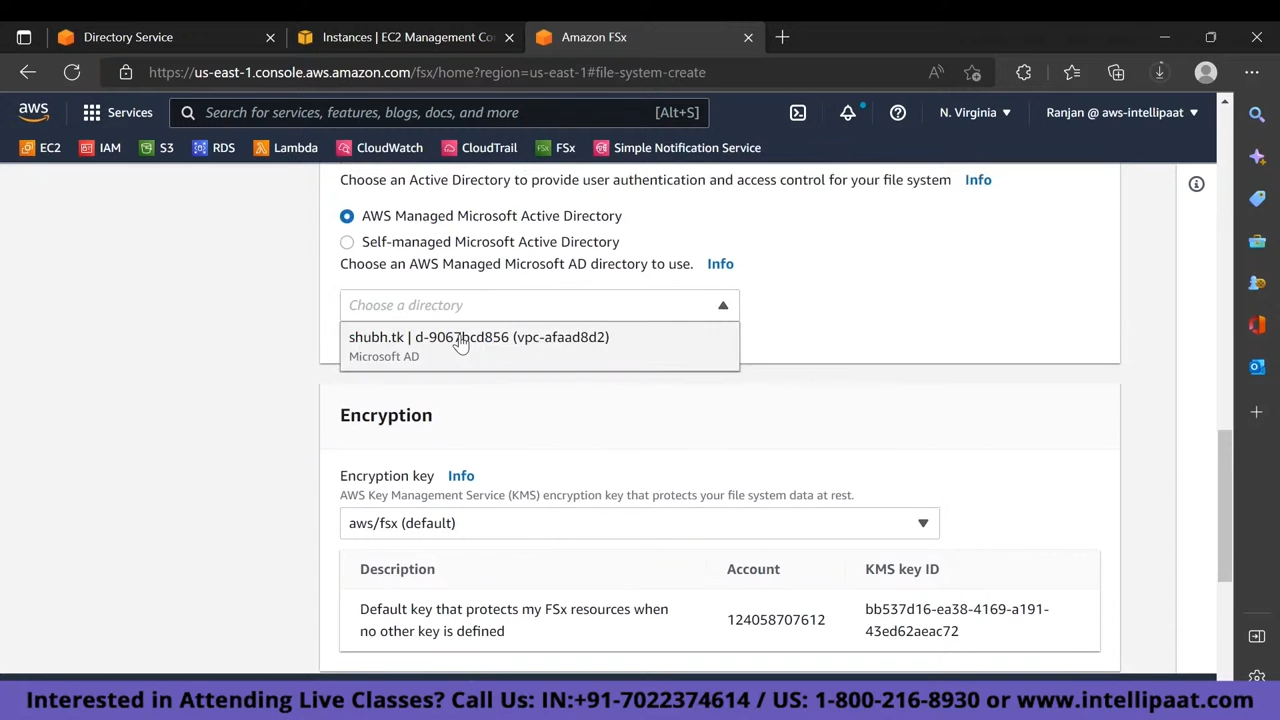 Directory Service
Instances | EC2 Management Co
Amazon FSx
https://us-east-1.console.aws.amazon.com/fsx/home?region=us-east-1#file-system-create
aws
Services
Search for services, features, blogs, docs, and more
[Alt+S]
N. Virginia
Ranjan @ aws-intellipaat
EC2
IAM
S3
RDS
Lambda
CloudWatch
CloudTrail
FSx
Simple Notification Service
Choose an Active Directory to provide user authentication and access control for your file system Info
AWS Managed Microsoft Active Directory
Self-managed Microsoft Active Directory
Choose an AWS Managed Microsoft AD directory to use. Info
Choose a directory
shubh.tk | d-9067bcd856 (vpc-afaad8d2)
Microsoft AD
Encryption
Encryption key Info
AWS Key Management Service (KMS) encryption key that protects your file system data at rest.
aws/fsx (default)
Description Account KMS key ID
Default key that protects my FSx resources when
no other key is defined
124058707612
bb537d16-ea38-4169-a191-
43ed62aeac72
Interested in Attending Live Classes? Call Us: IN:+91-7022374614 / US: 1-800-216-8930 or www.intellipaat.com